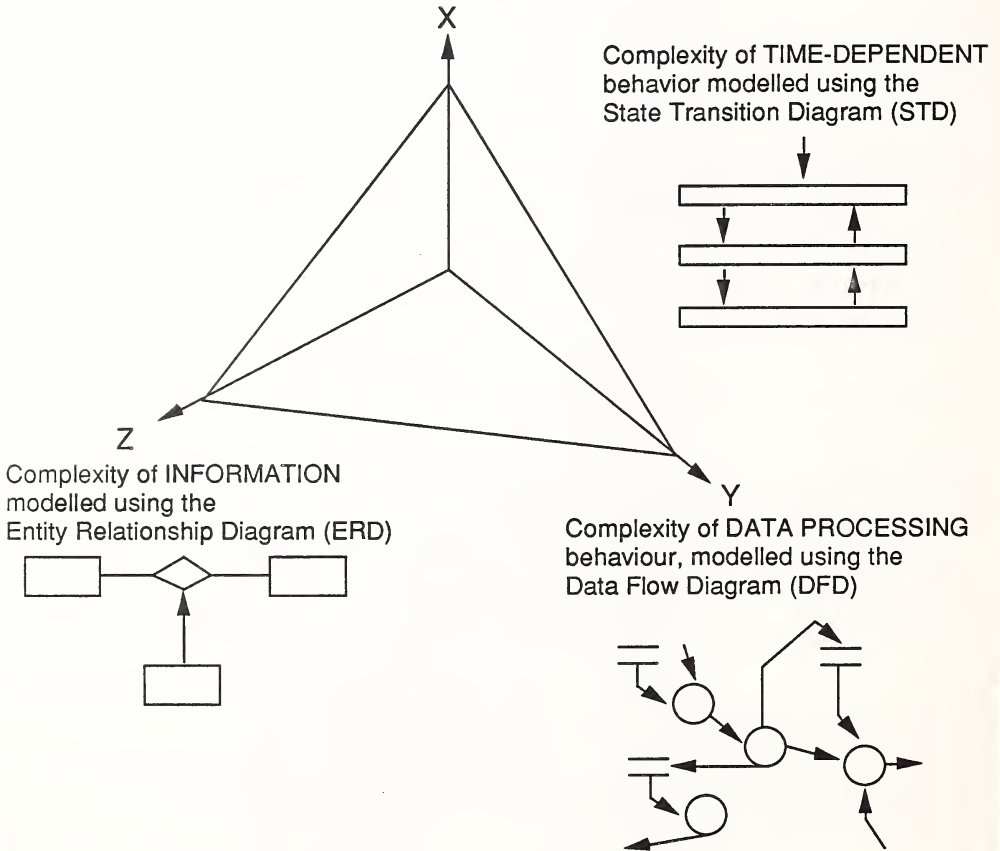 X
Complexity of TIME-DEPENDENT
behavior modelled using the
State Transition Diagram (STD)
Z
Complexity of INFORMATION
modelled using the
Entity Relationship Diagram (ERD)
Y
Complexity of DATA PROCESSING
behaviour, modelled using the
Data Flow Diagram (DFD)